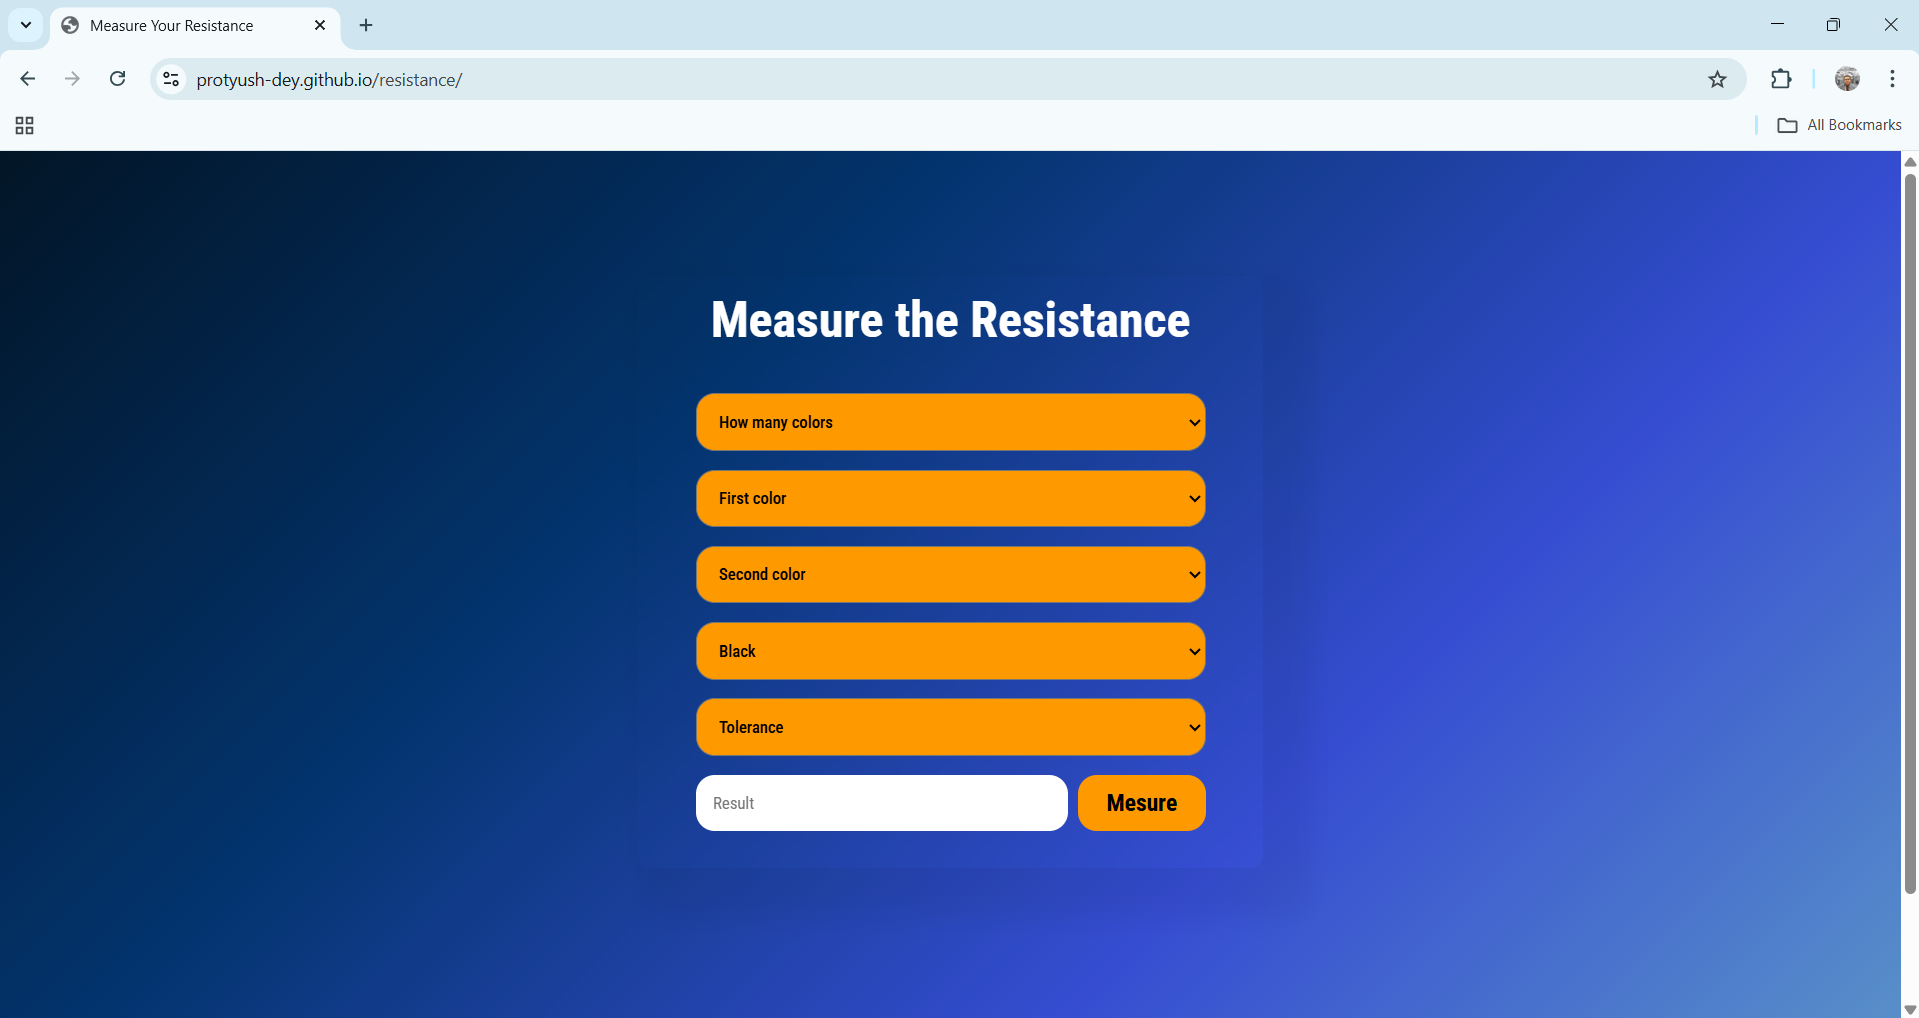 Measure Your Resistance
protyush-dey.github.io/resistance/
All Bookmarks
Measure the Resistance
How many colors
First color
Second color
Black
Tolerance
Result
Mesure